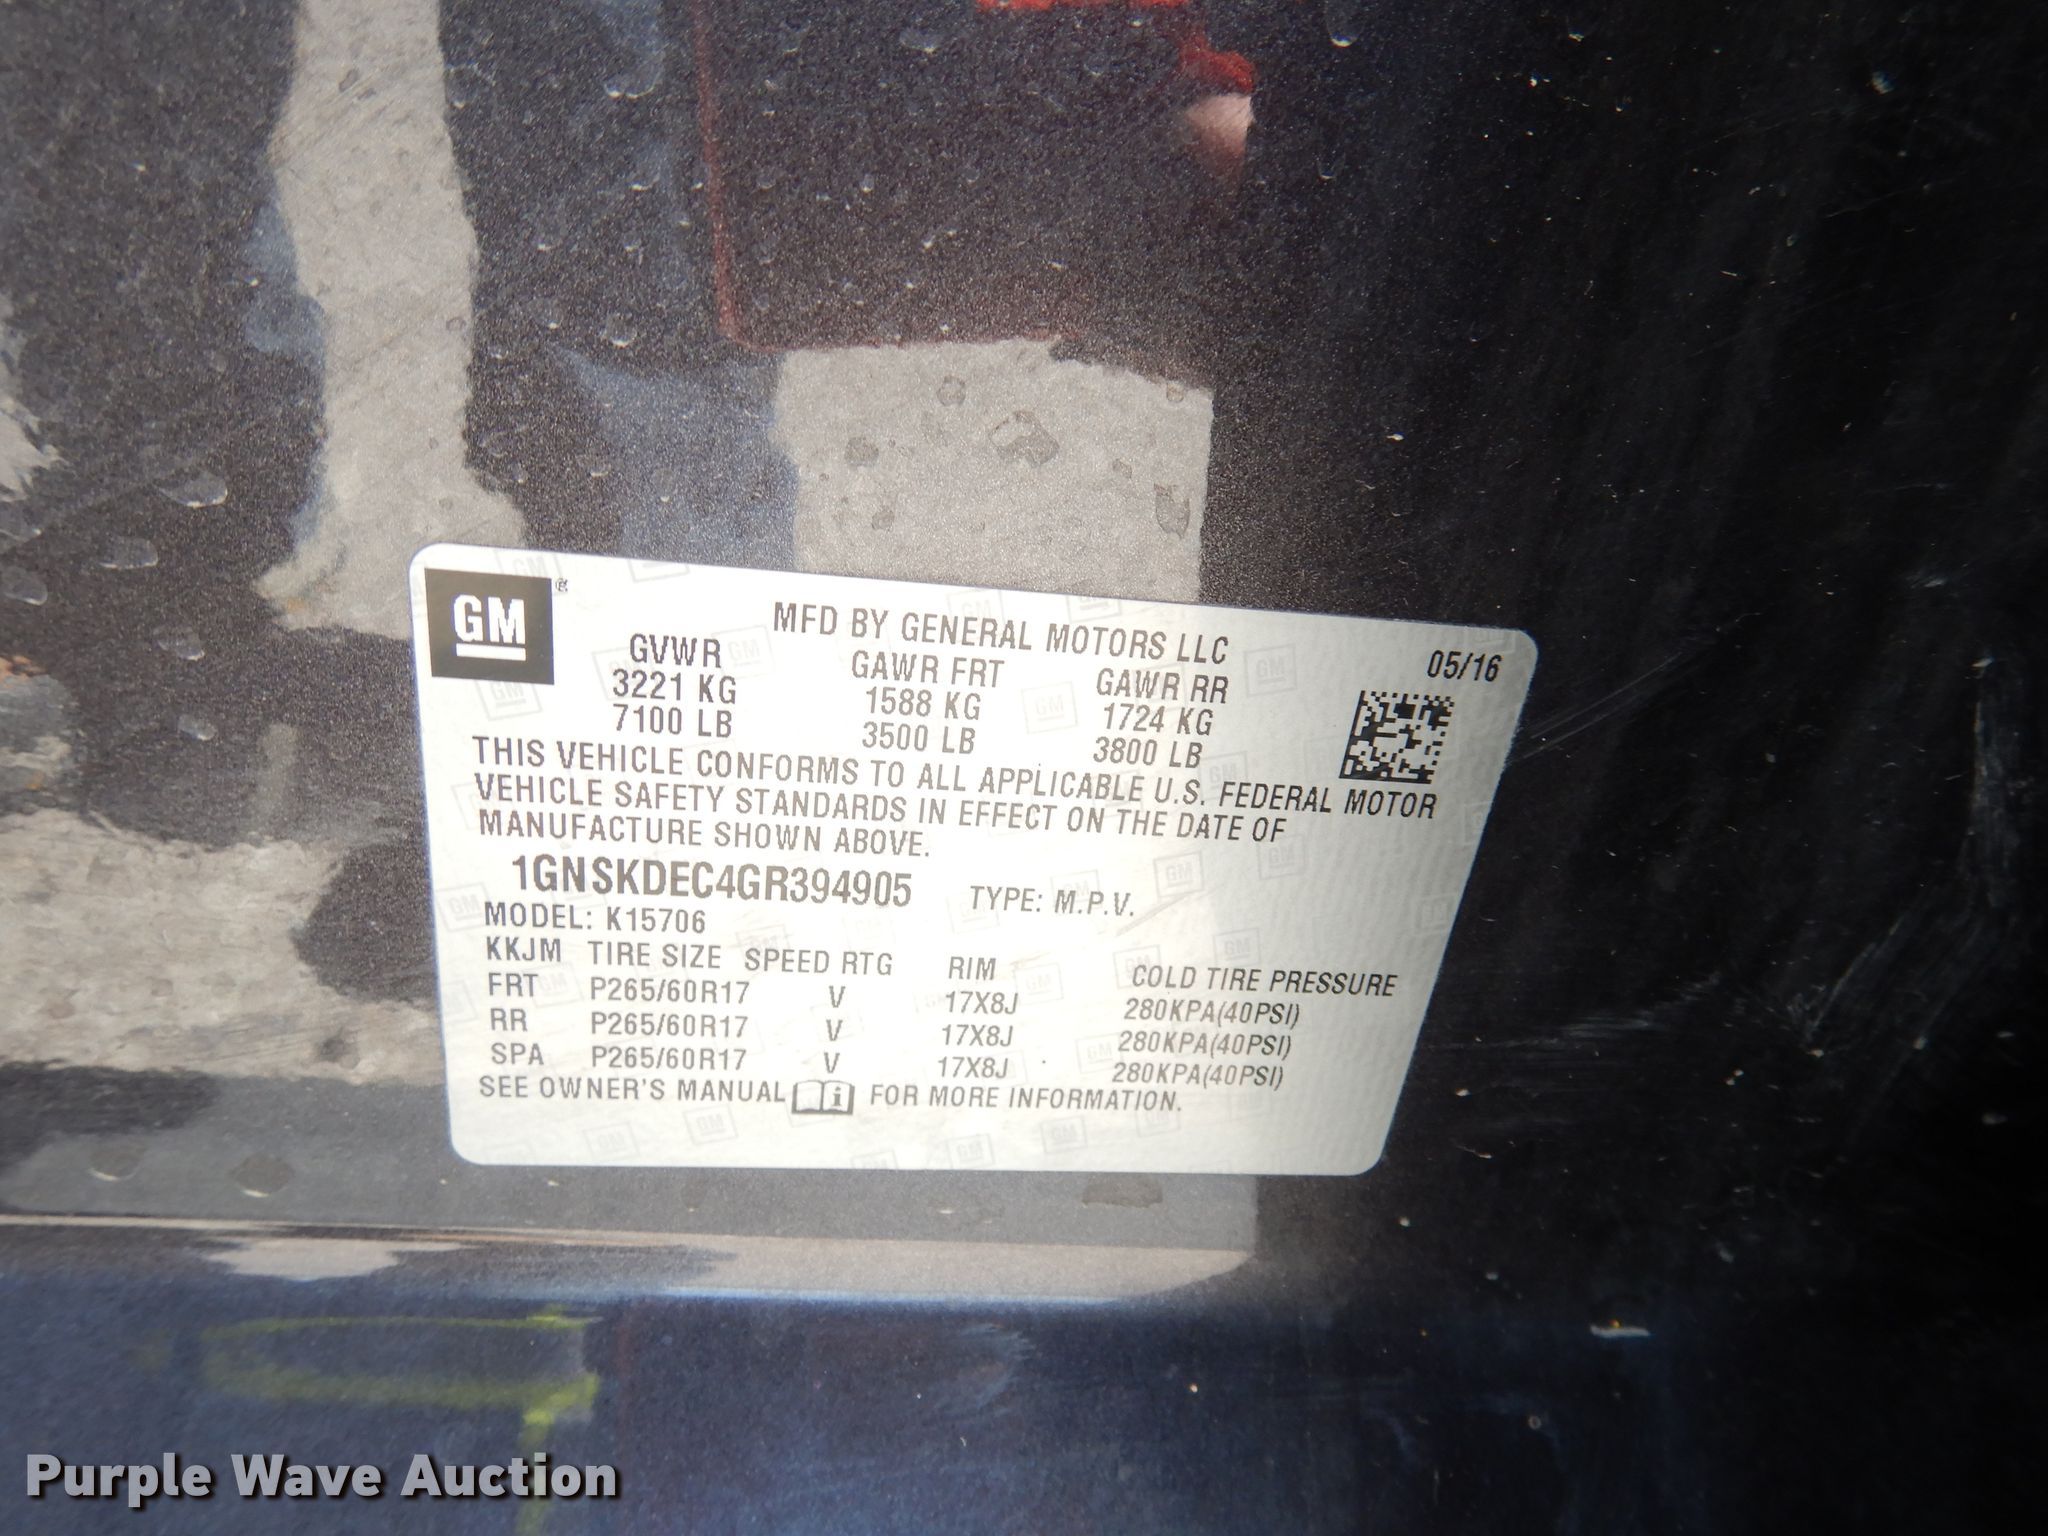 GM
MFD BY GENERAL MOTORS LLC
05/16
GVWR GAWR FRT GAWR RR
3221 KG 1588 KG 1724 KG
7100 LB 3500 LB 3800 LB
THIS VEHICLE CONFORMS TO ALL APPLICABLE U.S. FEDERAL MOTOR
VEHICLE SAFETY STANDARDS IN EFFECT ON THE DATE OF
MANUFACTURE SHOWN ABOVE.
1GNSKDEC4GR394905 TYPE: M.P.V.
MODEL: K15706
KKJM TIRE SIZE SPEED RTG RIM COLD TIRE PRESSURE
FRT P265/60R17 V 17X8J 280KPA(40PSI)
RR P265/60R17 V 17X8J 280KPA(40PSI)
SPA P265/60R17 V 17X8J 280KPA(40PSI)
SEE OWNER'S MANUAL FOR MORE INFORMATION.
Purple Wave Auction